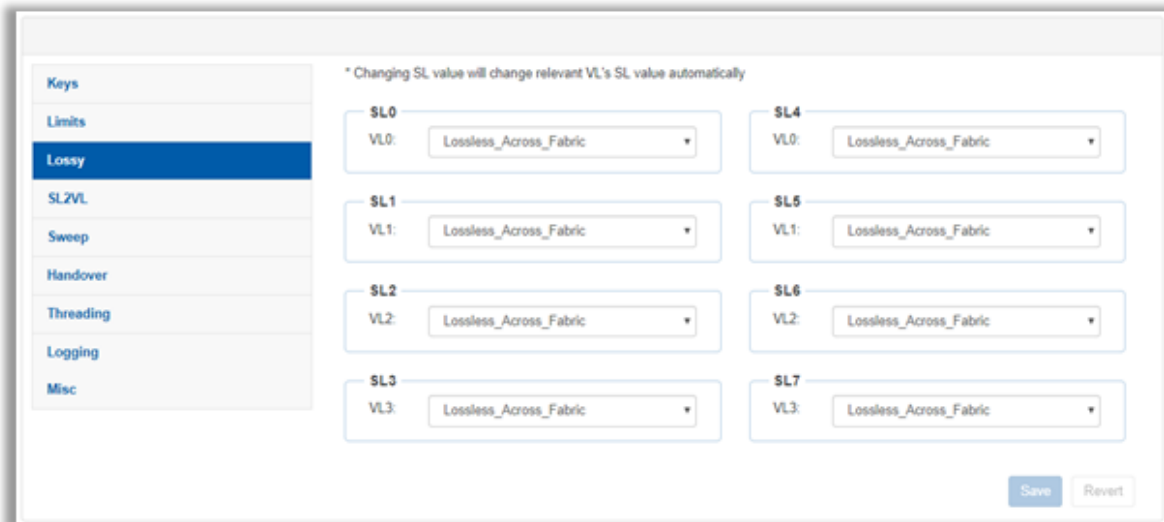 * Changing SL value will change relevant VL's SL value automatically
Keys
Limits
Lossy
SL2VL
Sweep
Handover
Threading
Logging
Misc
SL0
VL0: Lossless_Across_Fabric
SL1
VL1: Lossless_Across_Fabric
SL2
VL2: Lossless_Across_Fabric
SL3
VL3: Lossless_Across_Fabric
SL4
VL0: Lossless_Across_Fabric
SL5
VL1: Lossless_Across_Fabric
SL6
VL2: Lossless_Across_Fabric
SL7
VL3: Lossless_Across_Fabric
Save Revert